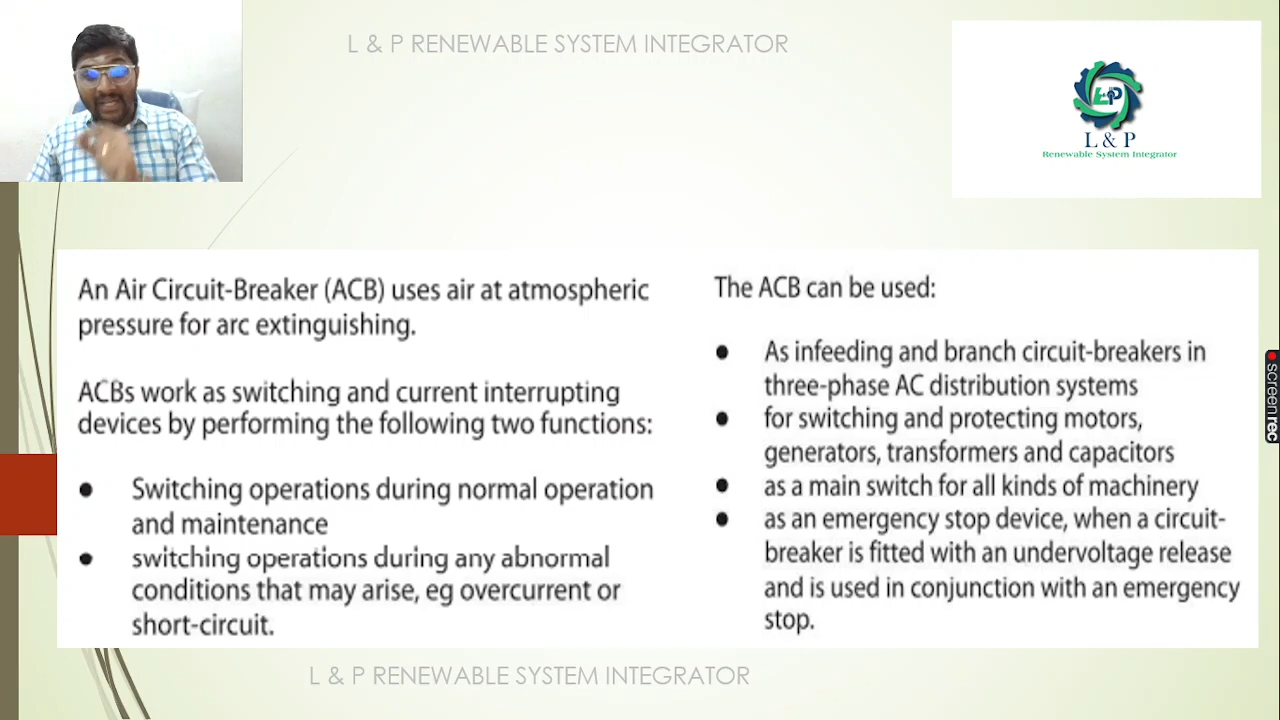 L & P RENEWABLE SYSTEM INTEGRATOR
L&P
L & P
Renewable System Integrator
An Air Circuit-Breaker (ACB) uses air at atmospheric
pressure for arc extinguishing.
ACBs work as switching and current interrupting
devices by performing the following two functions:
● Switching operations during normal operation
and maintenance
● switching operations during any abnormal
conditions that may arise, eg overcurrent or
short-circuit.
The ACB can be used:
● As infeeding and branch circuit-breakers in
three-phase AC distribution systems
● for switching and protecting motors,
generators, transformers and capacitors
● as a main switch for all kinds of machinery
● as an emergency stop device, when a circuit-
breaker is fitted with an undervoltage release
and is used in conjunction with an emergency
stop.
screenrec
L & P RENEWABLE SYSTEM INTEGRATOR